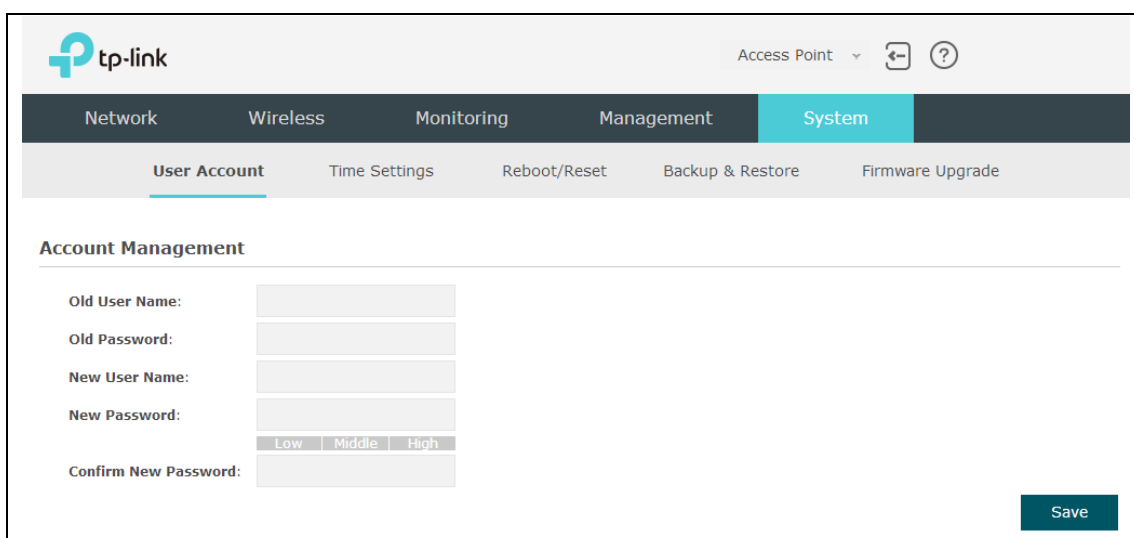 tp-link
Access Point
?
Network Wireless Monitoring Management System
User Account Time Settings Reboot/Reset Backup & Restore Firmware Upgrade
Account Management
Old User Name:
Old Password:
New User Name:
New Password:
Low Middle High
Confirm New Password:
Save